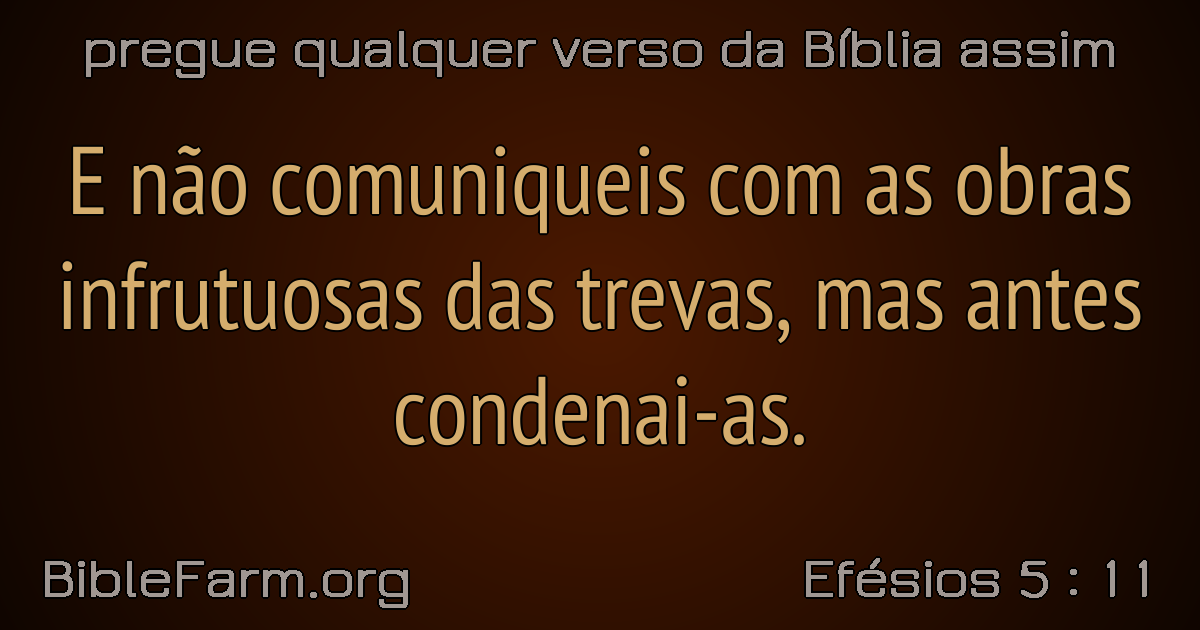 pregue qualquer verso da Bíblia assim
E não comuniqueis com as obras
infrutuosas das trevas, mas antes
condenai-as.
BibleFarm.org
Efésios 5 : 11